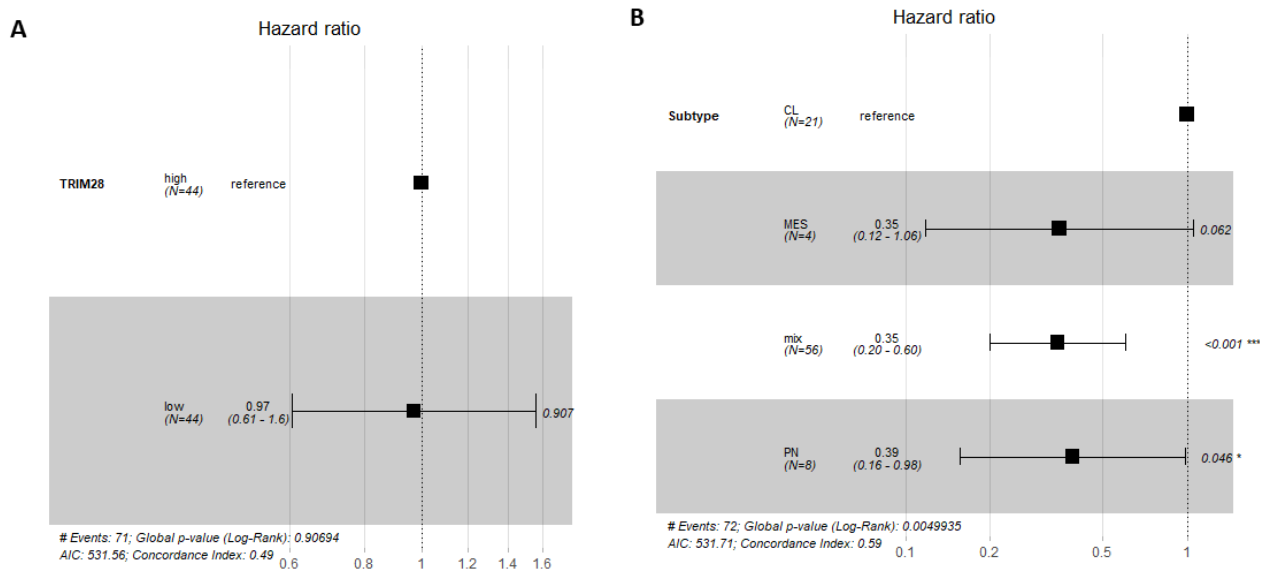 A
Hazard ratio
TRIM28
high
(N=44)
reference
low
(N=44)
0.97
(0.61 - 1.6)
0.907
# Events: 71; Global p-value (Log-Rank): 0.90694
AIC: 531.56; Concordance Index: 0.49
0.6 0.8 1 1.2 1.4 1.6
B
Hazard ratio
Subtype
CL
(N=21)
reference
MES
(N=4)
0.35
(0.12 - 1.06)
0.062
mix
(N=56)
0.35
(0.20 - 0.60)
<0.001 ***
PN
(N=8)
0.39
(0.16 - 0.98)
0.046 *
# Events: 72; Global p-value (Log-Rank): 0.0049935
AIC: 531.71; Concordance Index: 0.59
0.1 0.2 0.5 1